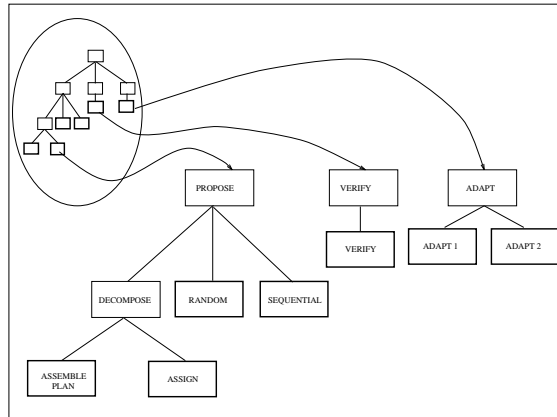 PROPOSE
VERIFY
ADAPT
VERIFY
ADAPT 1
ADAPT 2
DECOMPOSE
RANDOM
SEQUENTIAL
ASSEMBLE
PLAN
ASSIGN